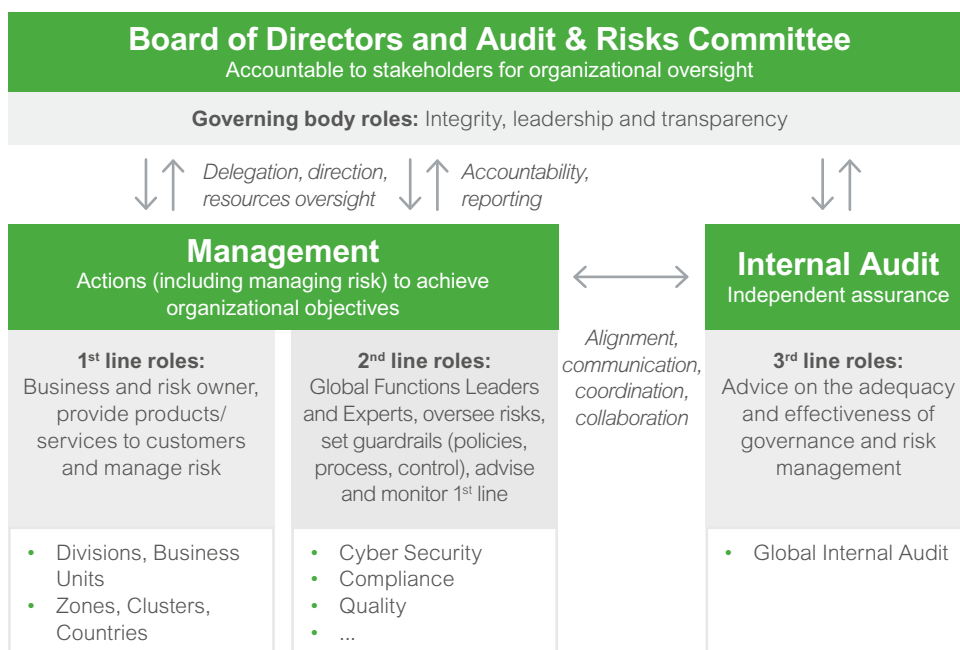 Board of Directors and Audit & Risks Committee
Accountable to stakeholders for organizational oversight
Governing body roles: Integrity, leadership and transparency
Delegation, direction,
resources oversight
Accountability,
reporting
Management
Actions (including managing risk) to achieve
organizational objectives
1st line roles:
Business and risk owner,
provide products/
services to customers
and manage risk
• Divisions, Business
Units
• Zones, Clusters,
Countries
2nd line roles:
Global Functions Leaders
and Experts, oversee risks,
set guardrails (policies,
process, control), advise
and monitor 1st line
• Cyber Security
• Compliance
• Quality
• ...
Alignment,
communication,
coordination,
collaboration
Internal Audit
Independent assurance
3rd line roles:
Advice on the adequacy
and effectiveness of
governance and risk
management
• Global Internal Audit